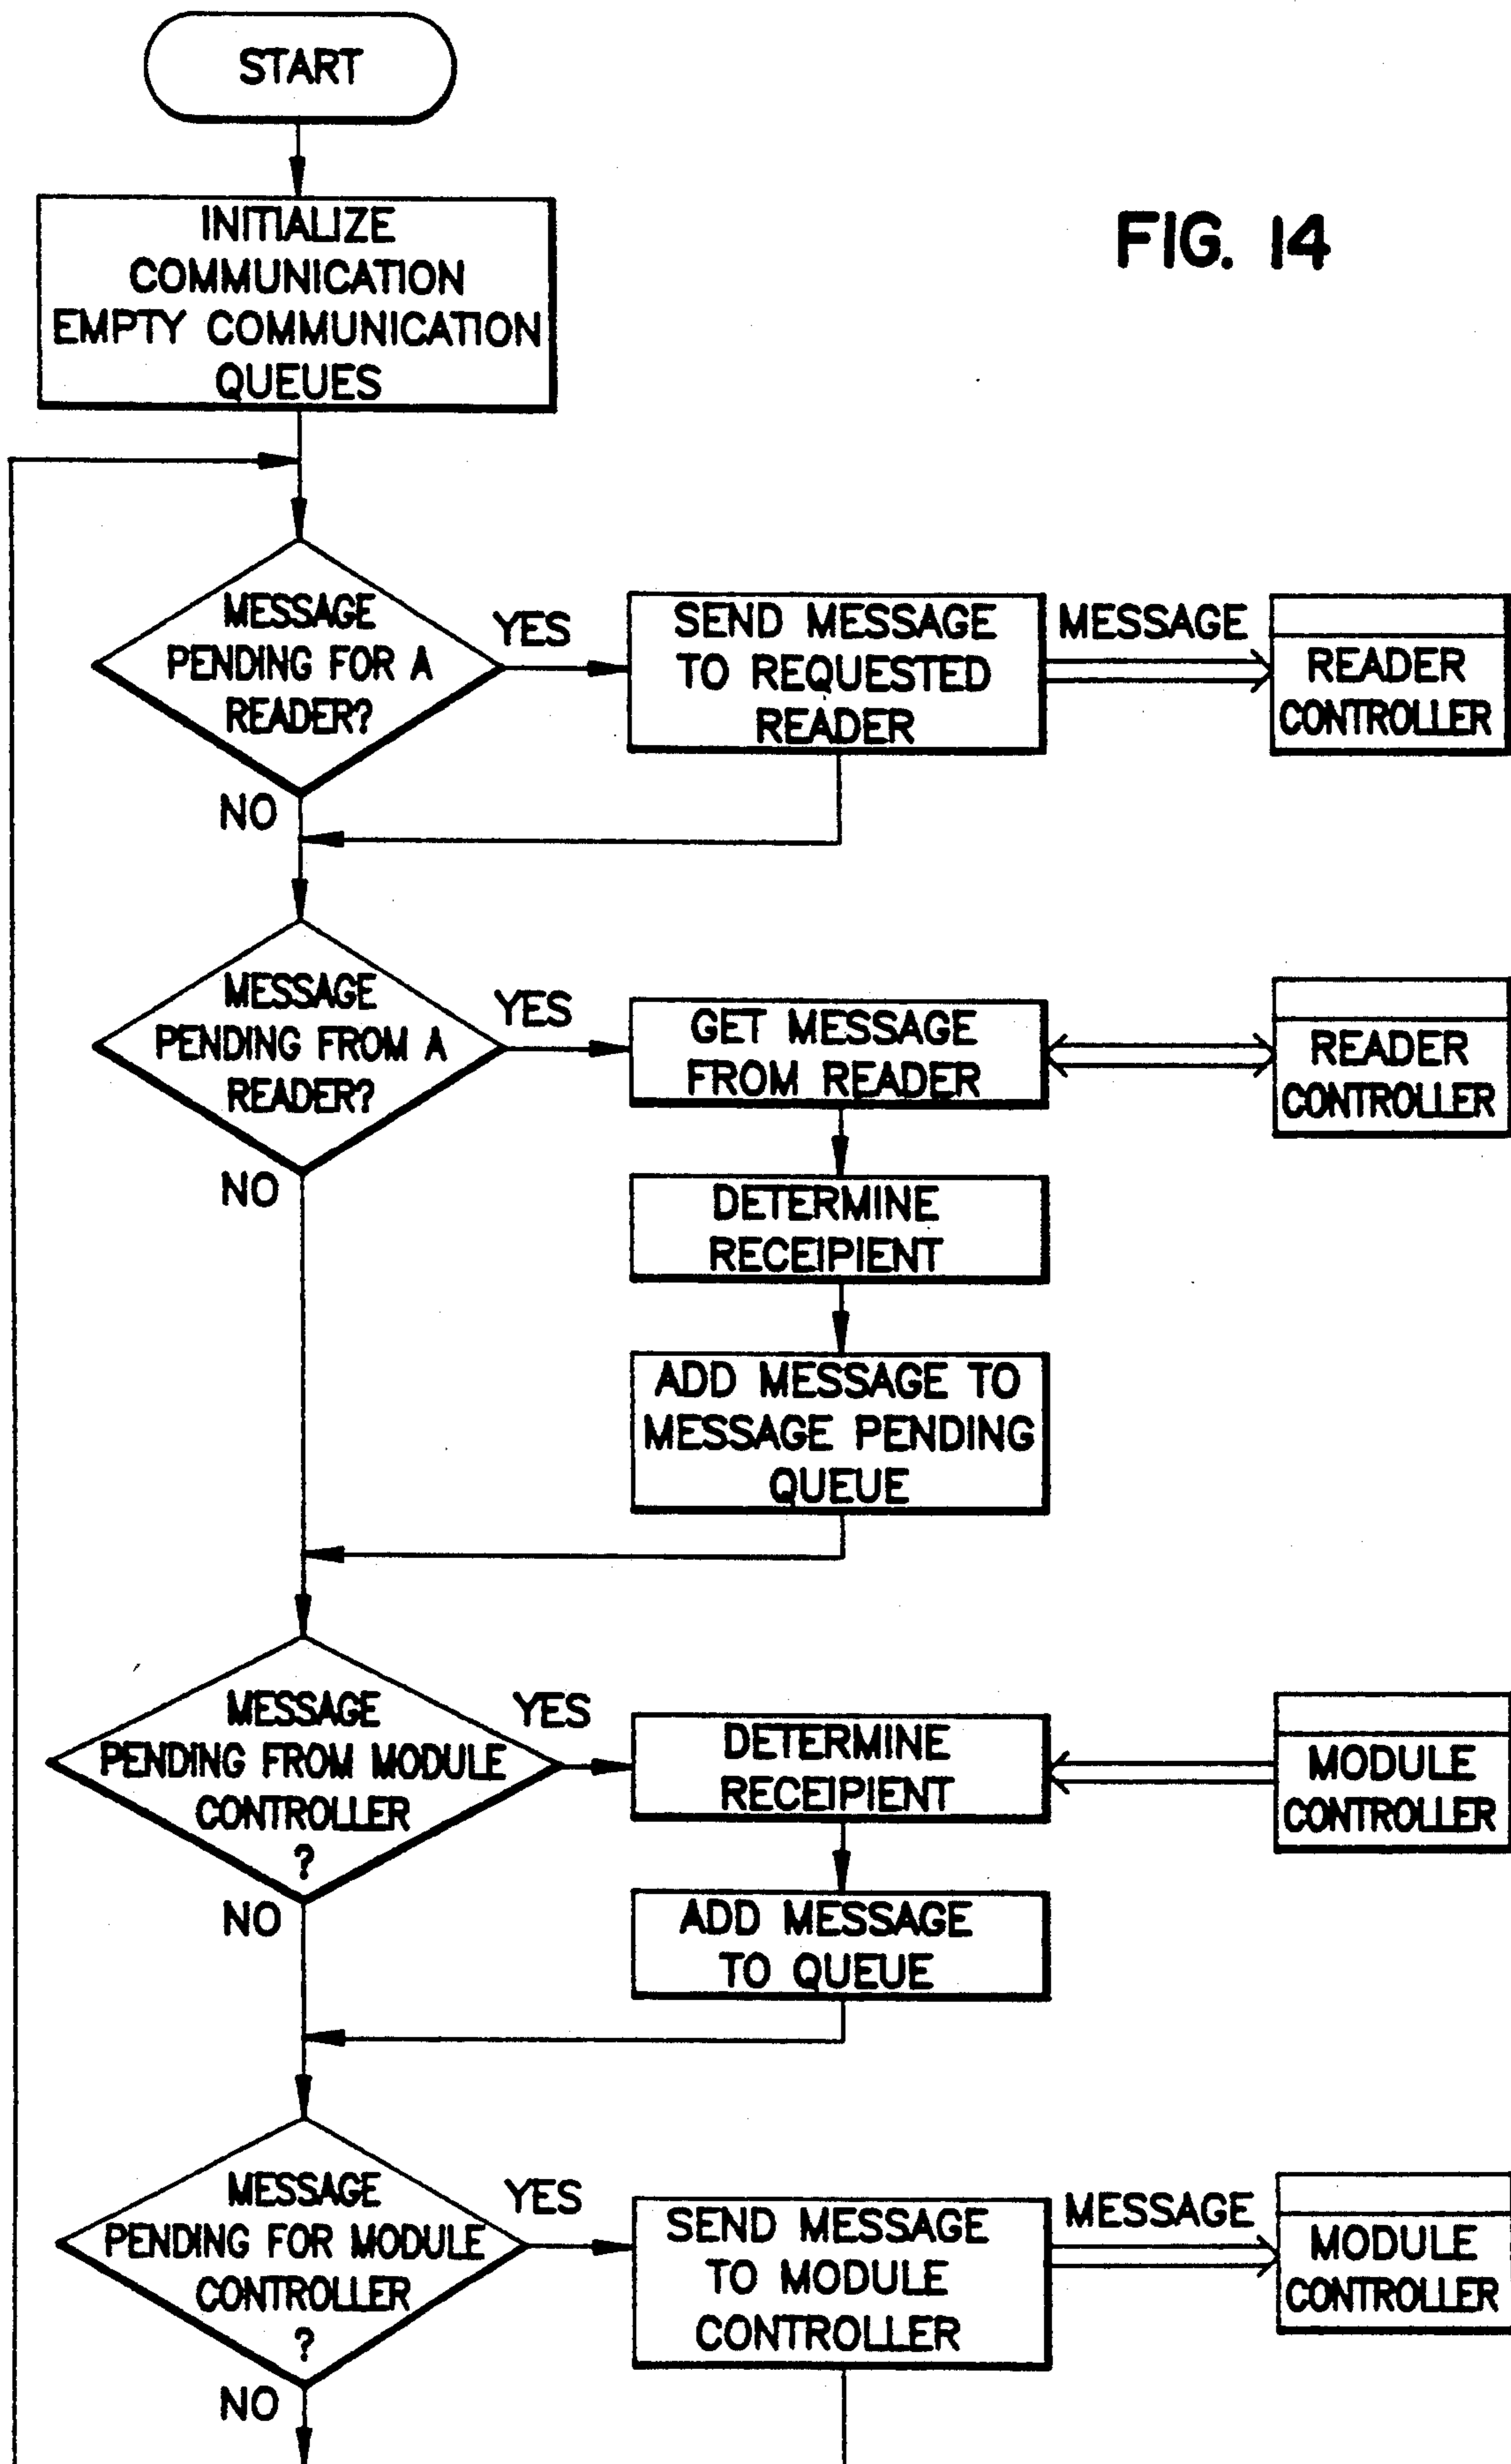 START
INITIALIZE
COMMUNICATION
EMPTY COMMUNICATION
QUEUES
FIG. 14
MESSAGE
PENDING FOR A
READER?
YES
NO
SEND MESSAGE
TO REQUESTED
READER
MESSAGE
READER
CONTROLLER
MESSAGE
PENDING FROM A
READER?
YES
NO
GET MESSAGE
FROM READER
READER
CONTROLLER
DETERMINE
RECEIPIENT
ADD MESSAGE TO
MESSAGE PENDING
QUEUE
MESSAGE
PENDING FROM MODULE
CONTROLLER
?
YES
NO
DETERMINE
RECEIPIENT
MODULE
CONTROLLER
ADD MESSAGE
TO QUEUE
MESSAGE
PENDING FOR MODULE
CONTROLLER
?
YES
NO
SEND MESSAGE
TO MODULE
CONTROLLER
MESSAGE
MODULE
CONTROLLER